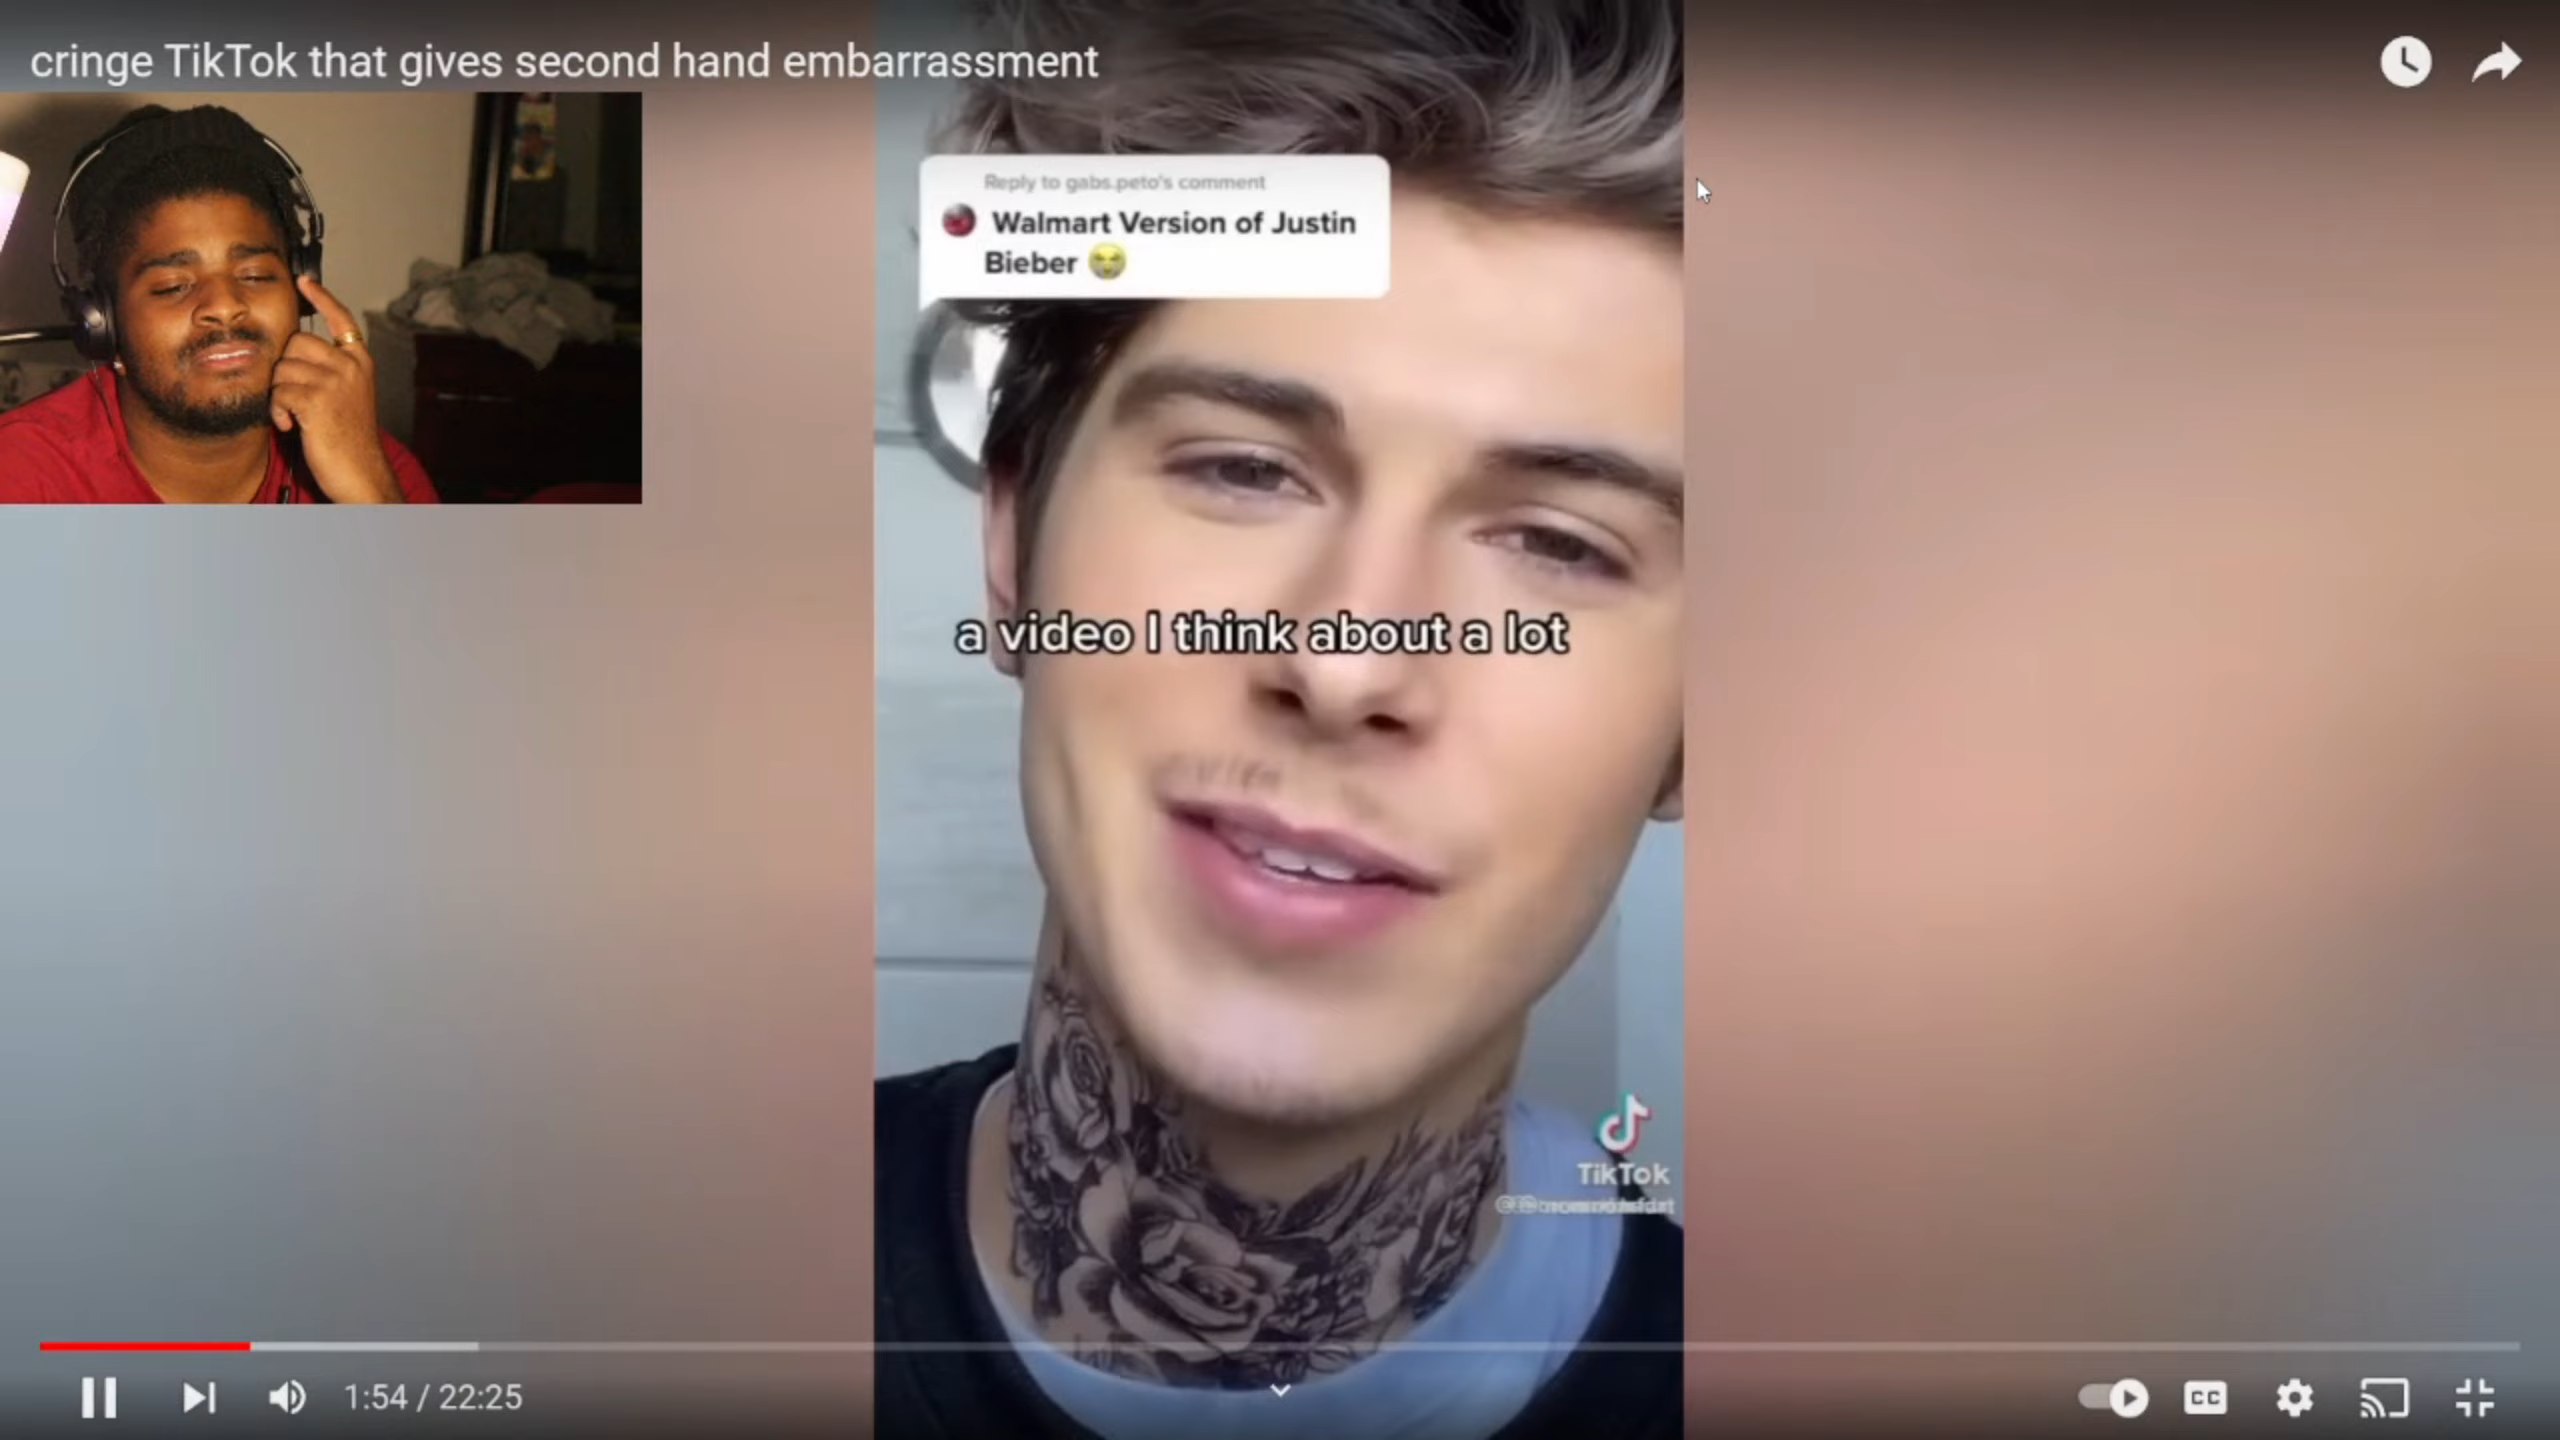 cringe TikTok that gives second hand embarrassment
Reply to gabs.peto's comment
Walmart Version of Justin
Bieber 😭
a video I think about a lot
TikTok
1:54 / 22:25
CC